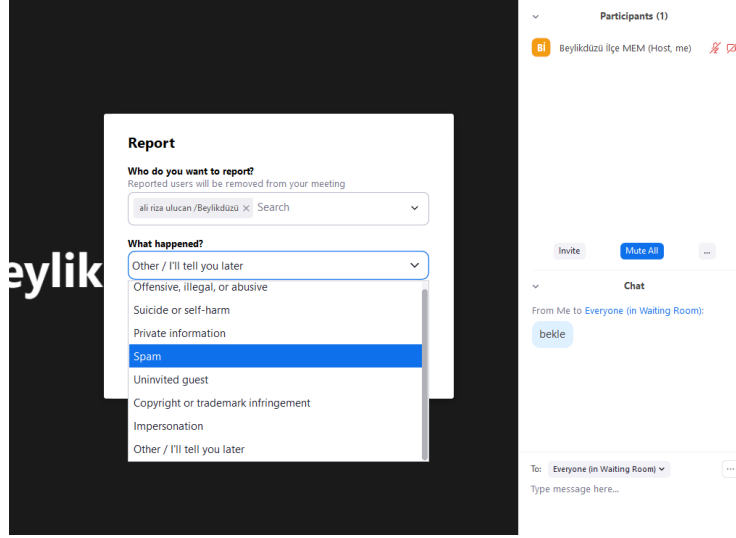 Report
Who do you want to report?
Reported users will be removed from your meeting
ali riza ulucan /Beylikdüzü × Search
What happened?
Other / I'll tell you later
Offensive, illegal, or abusive
Suicide or self-harm
Private information
Spam
Uninvited guest
Copyright or trademark infringement
Impersonation
Other / I'll tell you later
eylik
Participants (1)
Bİ Beylikdüzü İlçe MEM (Host, me)
Invite Mute All ...
Chat
From Me to Everyone (in Waiting Room):
bekle
To: Everyone (in Waiting Room)
Type message here...